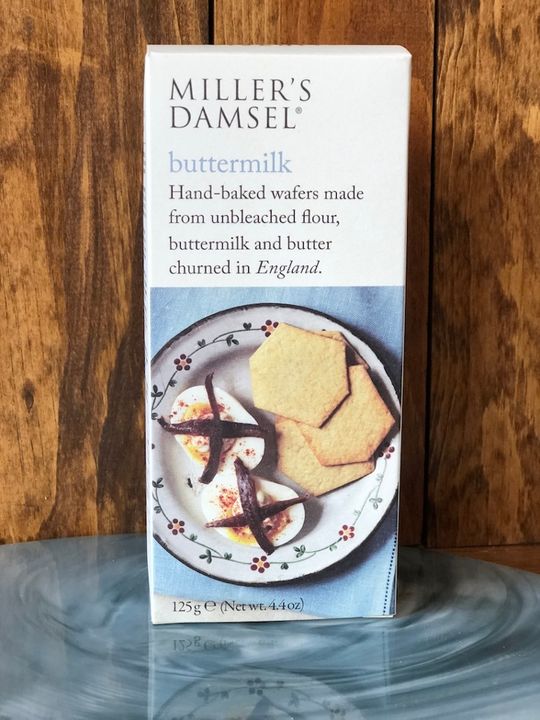 MILLER'S
DAMSEL®
buttermilk
Hand-baked wafers made
from unbleached flour,
buttermilk and butter
churned in England.
125g ℮ (Net wt. 4.4oz)